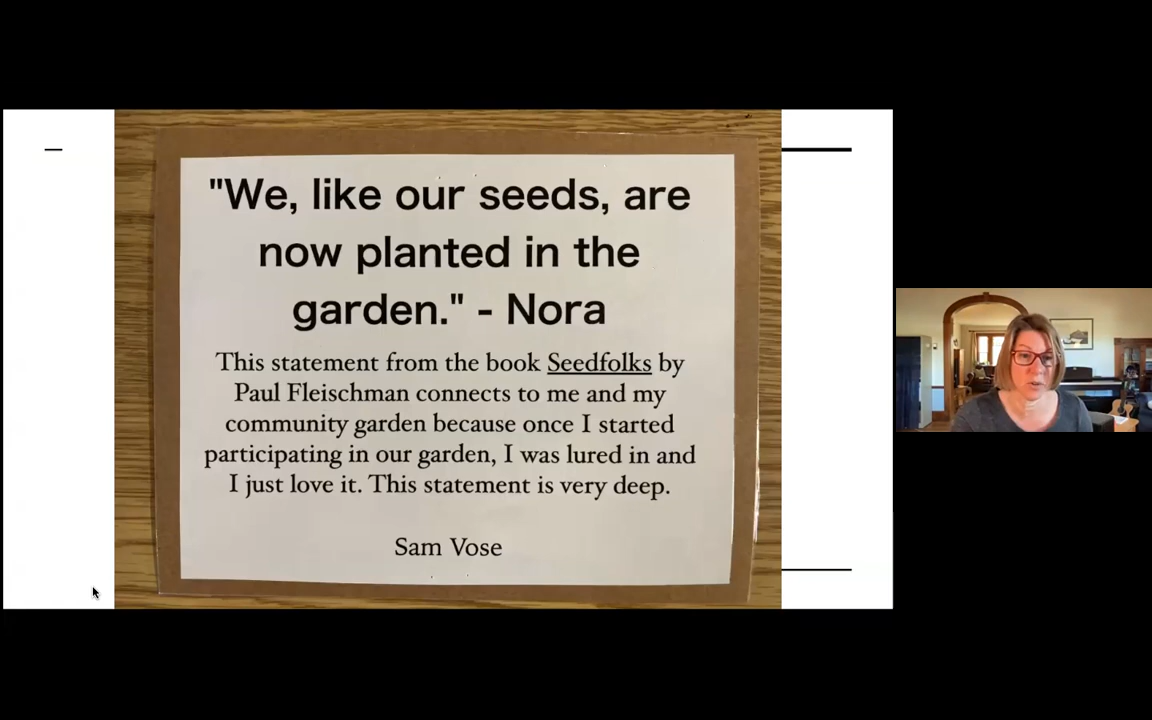 "We, like our seeds, are
now planted in the
garden." - Nora
This statement from the book Seedfolks by
Paul Fleischman connects to me and my
community garden because once I started
participating in our garden, I was lured in and
I just love it. This statement is very deep.
Sam Vose